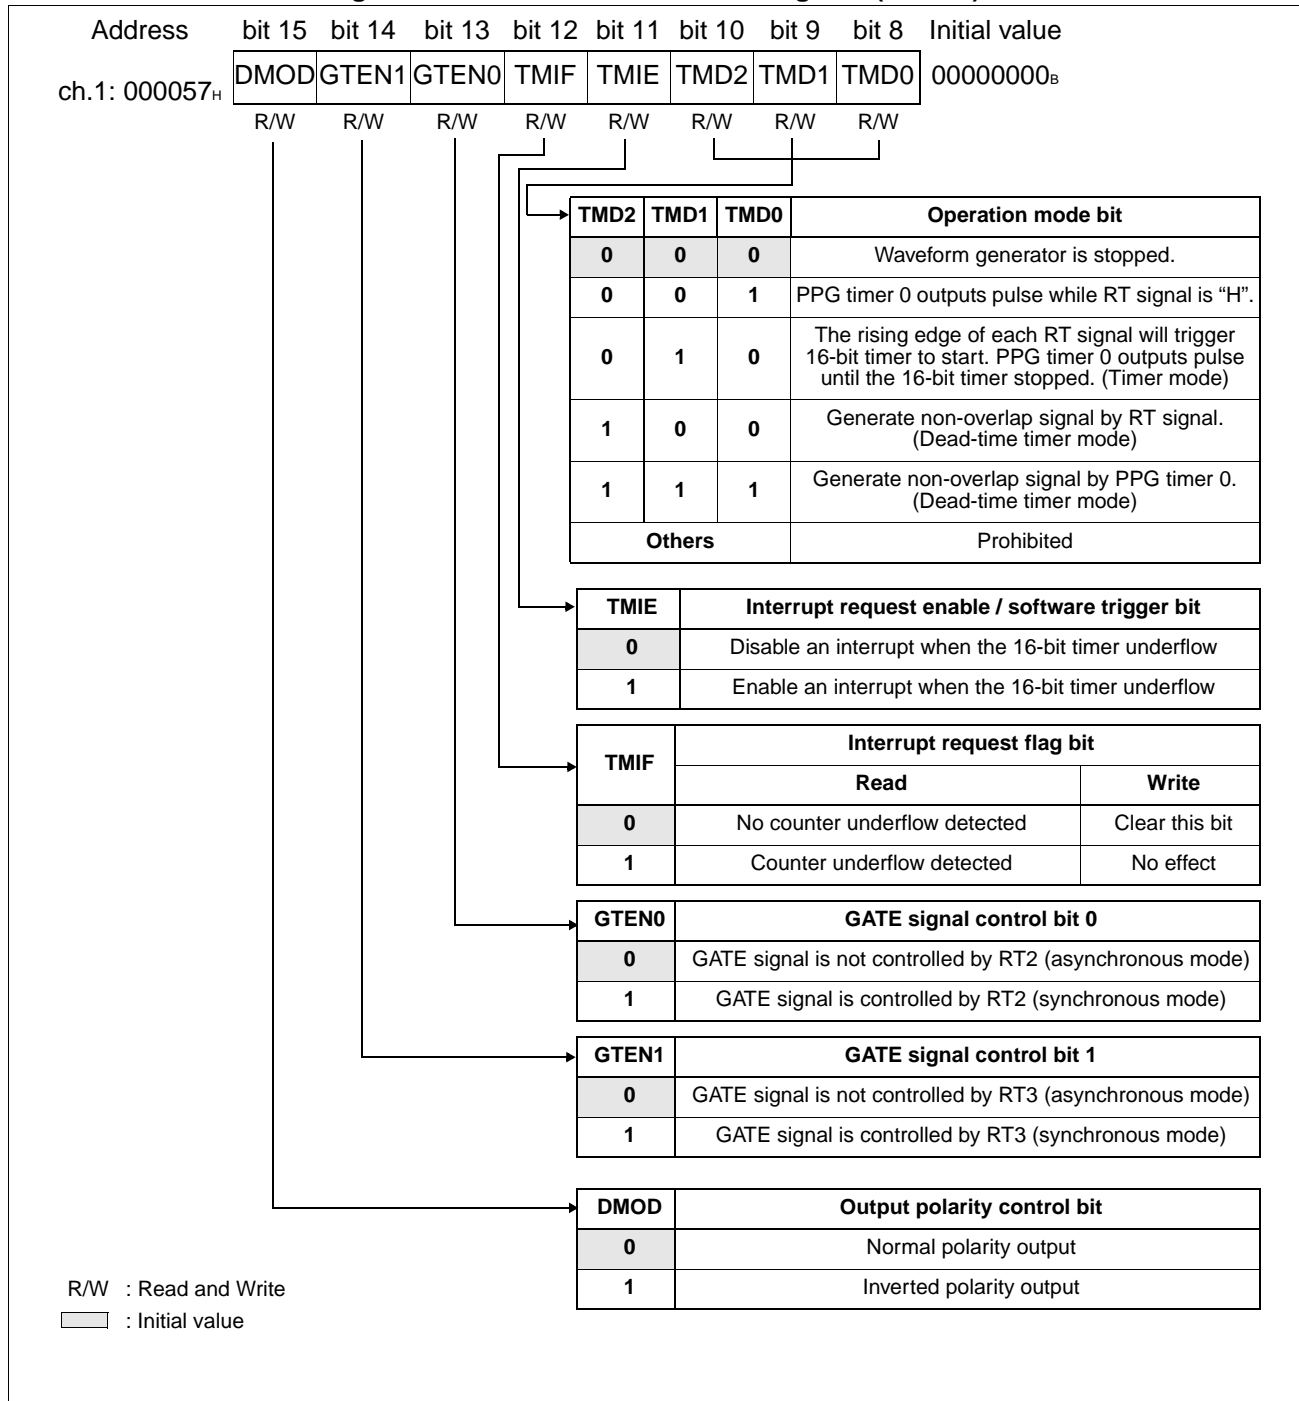 Address bit 15 bit 14 bit 13 bit 12 bit 11 bit 10 bit 9 bit 8 Initial value
ch.1: 000057H DMOD GTEN1 GTEN0 TMIF TMIE TMD2 TMD1 TMD0 00000000B
R/W R/W R/W R/W R/W R/W R/W R/W
TMD2 TMD1 TMD0 Operation mode bit
0 0 0 Waveform generator is stopped.
0 0 1 PPG timer 0 outputs pulse while RT signal is “H”.
0 1 0 The rising edge of each RT signal will trigger
16-bit timer to start. PPG timer 0 outputs pulse
until the 16-bit timer stopped. (Timer mode)
1 0 0 Generate non-overlap signal by RT signal.
(Dead-time timer mode)
1 1 1 Generate non-overlap signal by PPG timer 0.
(Dead-time timer mode)
Others Prohibited
TMIE Interrupt request enable / software trigger bit
0 Disable an interrupt when the 16-bit timer underflow
1 Enable an interrupt when the 16-bit timer underflow
TMIF Interrupt request flag bit
Read Write
0 No counter underflow detected Clear this bit
1 Counter underflow detected No effect
GTEN0 GATE signal control bit 0
0 GATE signal is not controlled by RT2 (asynchronous mode)
1 GATE signal is controlled by RT2 (synchronous mode)
GTEN1 GATE signal control bit 1
0 GATE signal is not controlled by RT3 (asynchronous mode)
1 GATE signal is controlled by RT3 (synchronous mode)
DMOD Output polarity control bit
0 Normal polarity output
1 Inverted polarity output
R/W : Read and Write
: Initial value